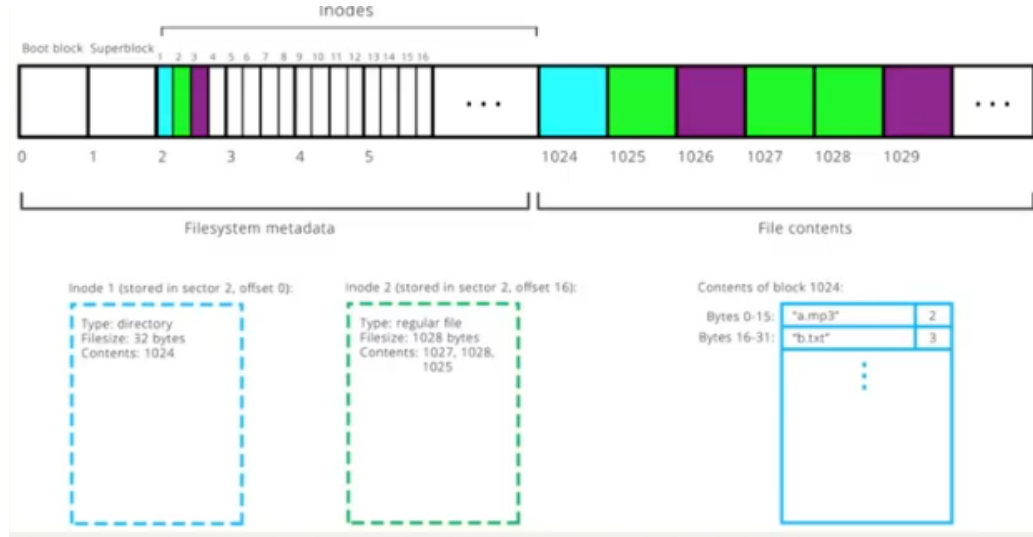 Inodes
Boot block Superblock 1 2 3 4 5 6 7 8 9 10 11 12 13 14 15 16
...
...
0 1 2 3 4 5 1024 1025 1026 1027 1028 1029
Filesystem metadata
File contents
Inode 1 (stored in sector 2, offset 0):
Type: directory
Filesize: 32 bytes
Contents: 1024
Inode 2 (stored in sector 2, offset 16):
Type: regular file
Filesize: 1028 bytes
Contents: 1027, 1028,
1025
Contents of block 1024:
Bytes 0-15: "a.mp3" 2
Bytes 16-31: "b.txt" 3